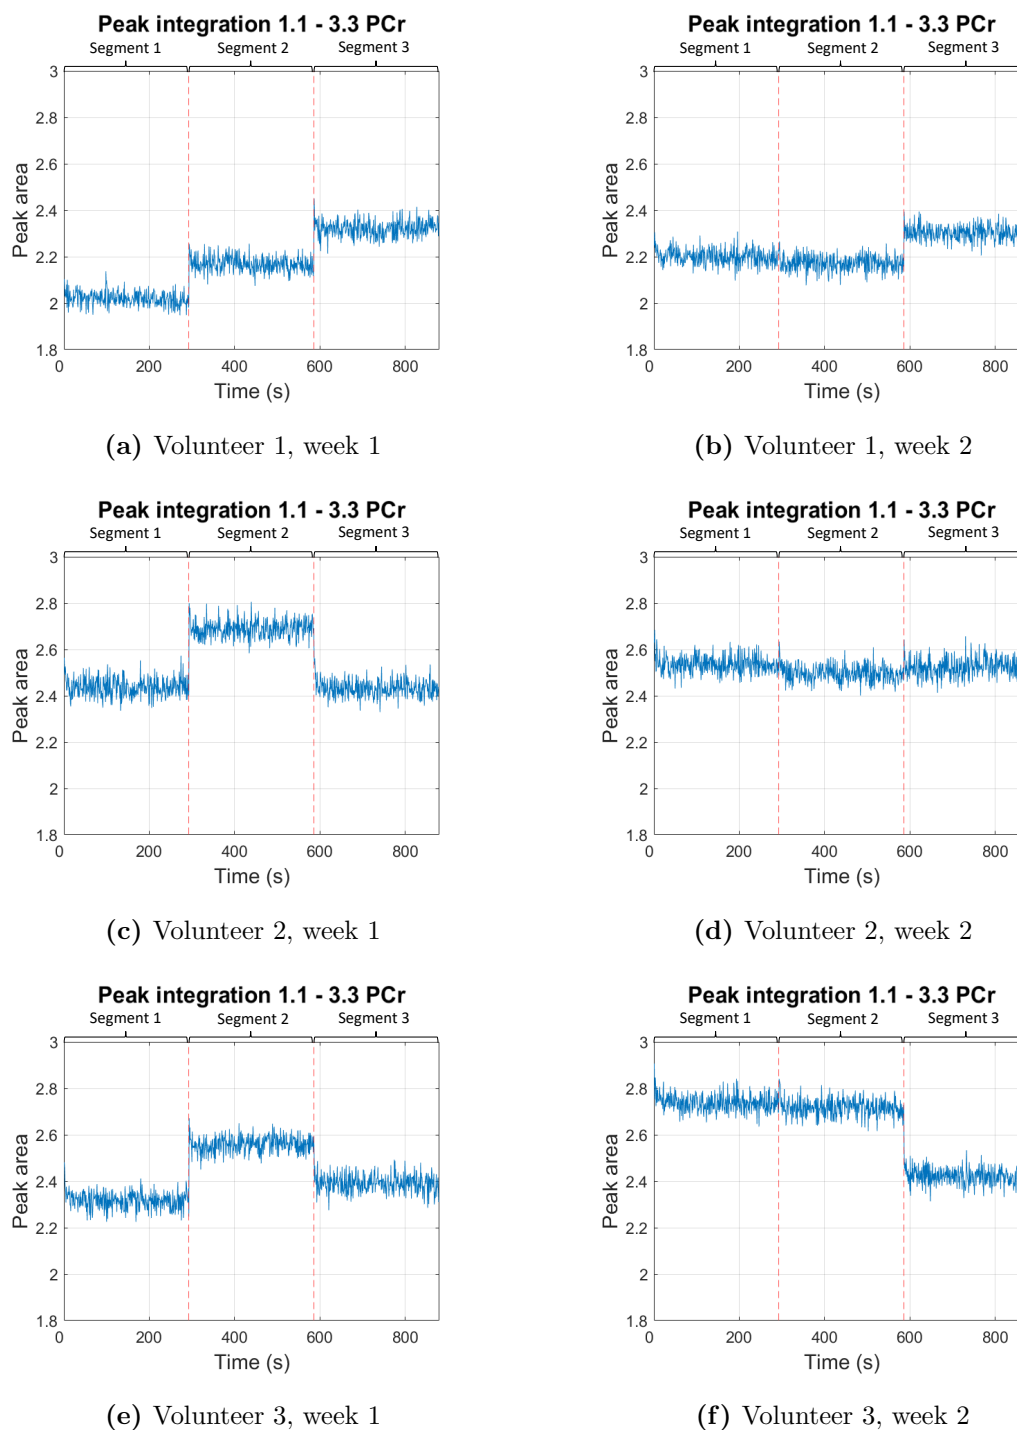 Peak integration 1.1 - 3.3 PCr
Segment 1 Segment 2 Segment 3
3
2.8
2.6
2.4
2.2
2
1.8
Peak area
0 200 400 600 800
Time (s)
(a) Volunteer 1, week 1
Peak integration 1.1 - 3.3 PCr
Segment 1 Segment 2 Segment 3
3
2.8
2.6
2.4
2.2
2
1.8
Peak area
0 200 400 600 800
Time (s)
(b) Volunteer 1, week 2
Peak integration 1.1 - 3.3 PCr
Segment 1 Segment 2 Segment 3
3
2.8
2.6
2.4
2.2
2
1.8
Peak area
0 200 400 600 800
Time (s)
(c) Volunteer 2, week 1
Peak integration 1.1 - 3.3 PCr
Segment 1 Segment 2 Segment 3
3
2.8
2.6
2.4
2.2
2
1.8
Peak area
0 200 400 600 800
Time (s)
(d) Volunteer 2, week 2
Peak integration 1.1 - 3.3 PCr
Segment 1 Segment 2 Segment 3
3
2.8
2.6
2.4
2.2
2
1.8
Peak area
0 200 400 600 800
Time (s)
(e) Volunteer 3, week 1
Peak integration 1.1 - 3.3 PCr
Segment 1 Segment 2 Segment 3
3
2.8
2.6
2.4
2.2
2
1.8
Peak area
0 200 400 600 800
Time (s)
(f) Volunteer 3, week 2